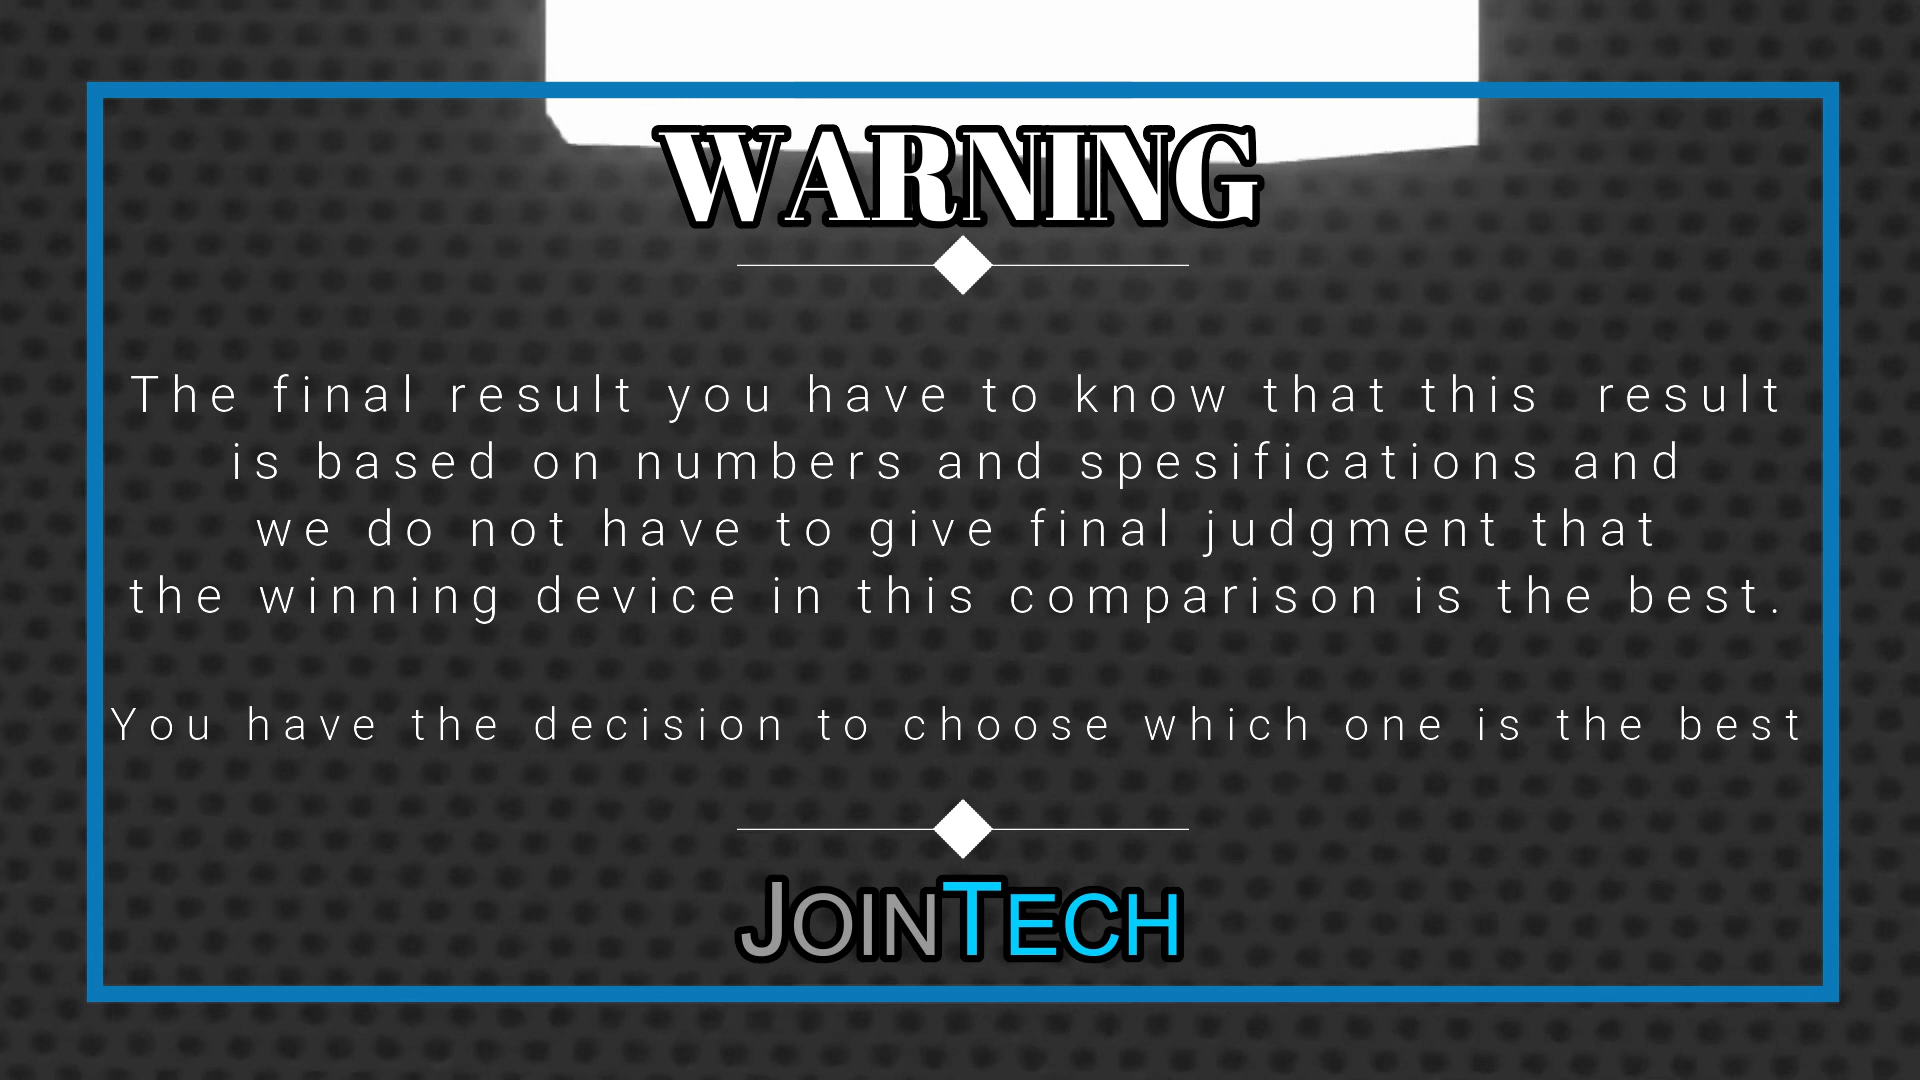 WARNING
The final result you have to know that this result
is based on numbers and spesifications and
we do not have to give final judgment that
the winning device in this comparison is the best.
You have the decision to choose which one is the best
JOINTECH